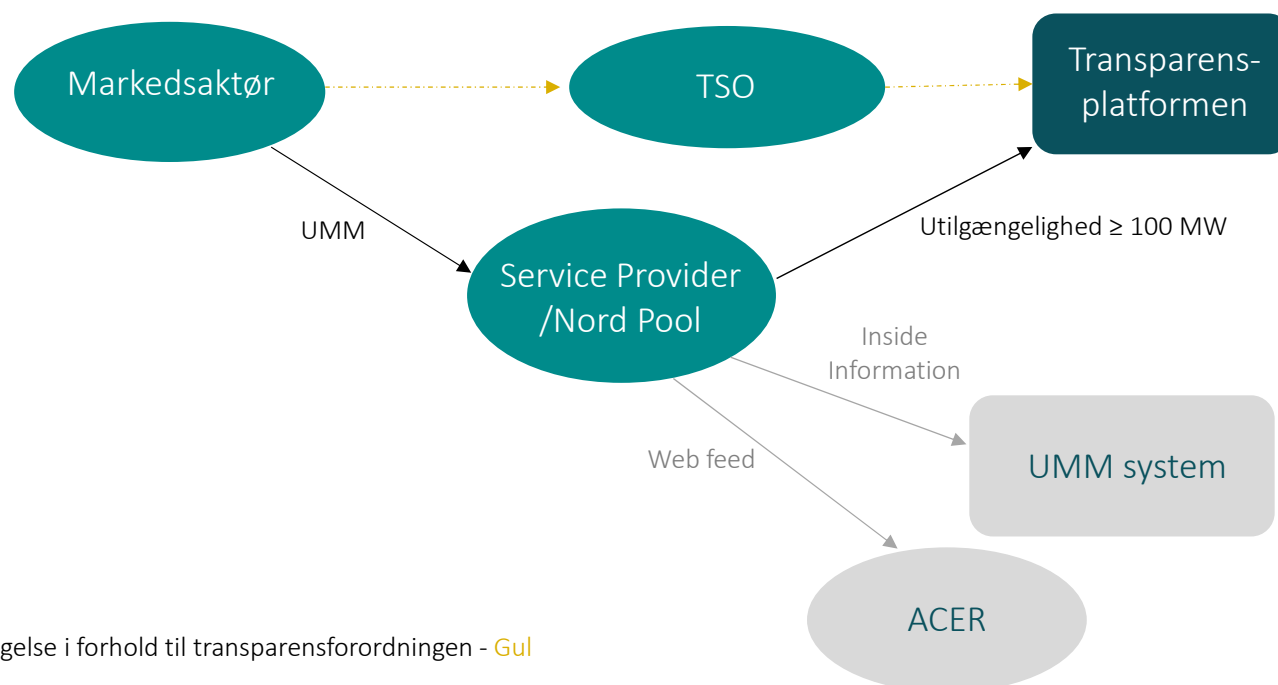 Markedsaktør
TSO
Transparens-
platformen
UMM
Utilgængelighed ≥ 100 MW
Service Provider
/Nord Pool
Inside
Information
Web feed
UMM system
ACER
gelse i forhold til transparensforordningen - Gul